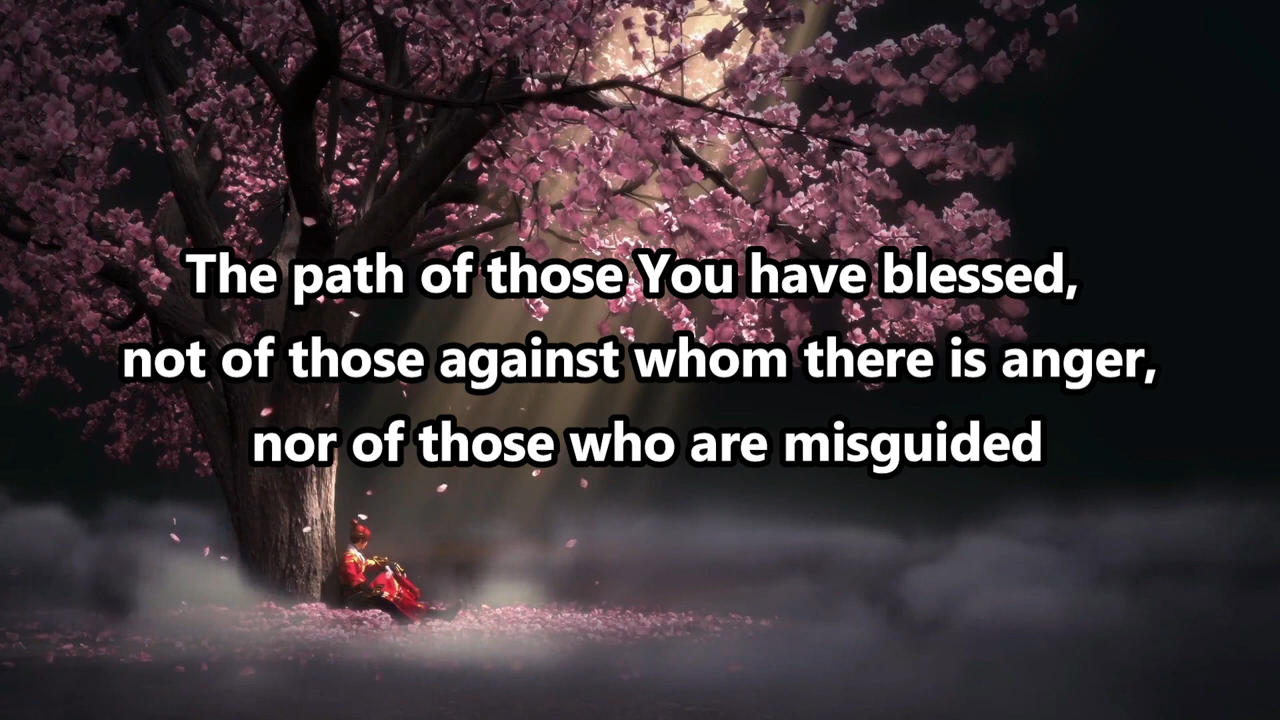 The path of those You have blessed,
not of those against whom there is anger,
nor of those who are misguided